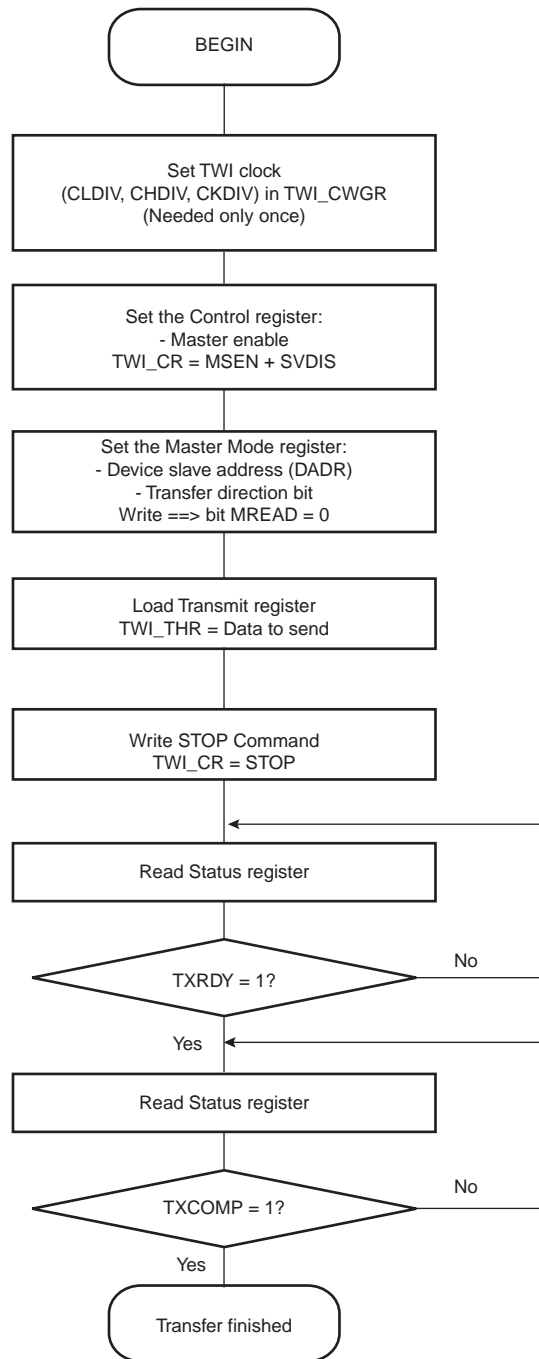 BEGIN
Set TWI clock
(CLDIV, CHDIV, CKDIV) in TWI_CWGR
(Needed only once)
Set the Control register:
- Master enable
TWI_CR = MSEN + SVDIS
Set the Master Mode register:
- Device slave address (DADR)
- Transfer direction bit
Write ==> bit MREAD = 0
Load Transmit register
TWI_THR = Data to send
Write STOP Command
TWI_CR = STOP
Read Status register
TXRDY = 1?
No
Yes
Read Status register
TXCOMP = 1?
No
Yes
Transfer finished